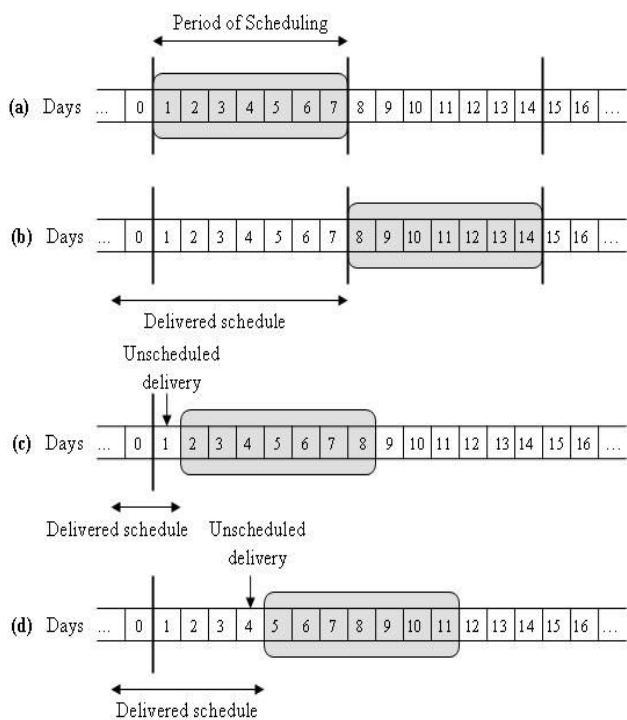 Period of Scheduling
(a) Days ... 0 1 2 3 4 5 6 7 8 9 10 11 12 13 14 15 16 ...
(b) Days ... 0 1 2 3 4 5 6 7 8 9 10 11 12 13 14 15 16 ...
Delivered schedule
Unscheduled
delivery
(c) Days ... 0 1 2 3 4 5 6 7 8 9 10 11 12 13 14 15 16 ...
Delivered schedule
Unscheduled
delivery
(d) Days ... 0 1 2 3 4 5 6 7 8 9 10 11 12 13 14 15 16 ...
Delivered schedule